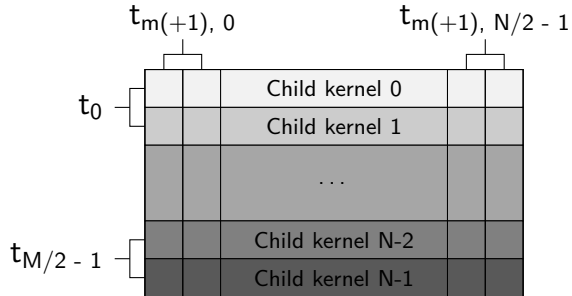 t_m(+1), 0 t_m(+1), N/2 - 1
Child kernel 0
t_0
Child kernel 1
...
Child kernel N-2
t_M/2 - 1
Child kernel N-1